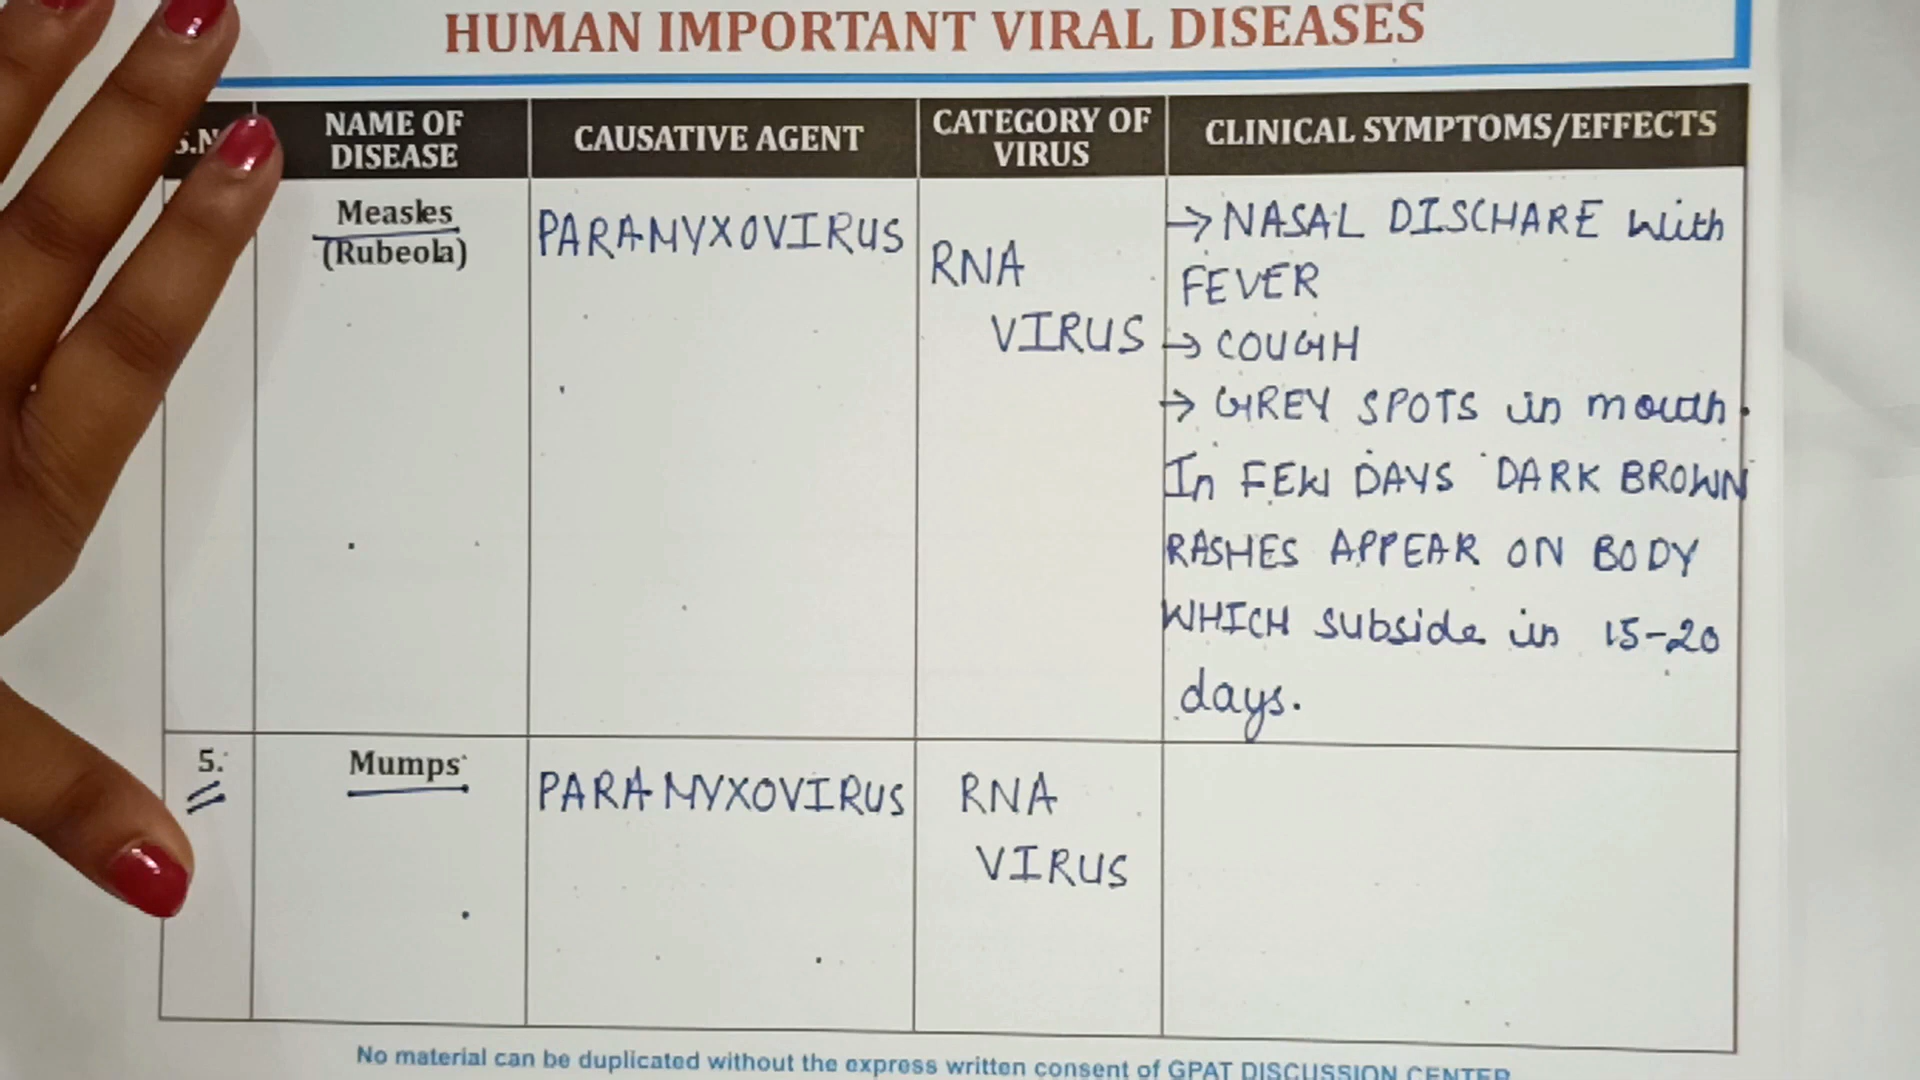 HUMAN IMPORTANT VIRAL DISEASES
NAME OF DISEASE
CAUSATIVE AGENT
CATEGORY OF VIRUS
CLINICAL SYMPTOMS/EFFECTS
Measles
(Rubeola)
PARAMYXOVIRUS
RNA
VIRUS
→ NASAL DISCHARE with
FEVER
→ COUGH
→ GREY SPOTS in mouth.
In FEW DAYS DARK BROWN
RASHES APPEAR ON BODY
WHICH subside in 15-20
days.
5.
Mumps
PARAMYXOVIRUS
RNA
VIRUS
No material can be duplicated without the express written consent of GPAT DISCUSSION CENTER